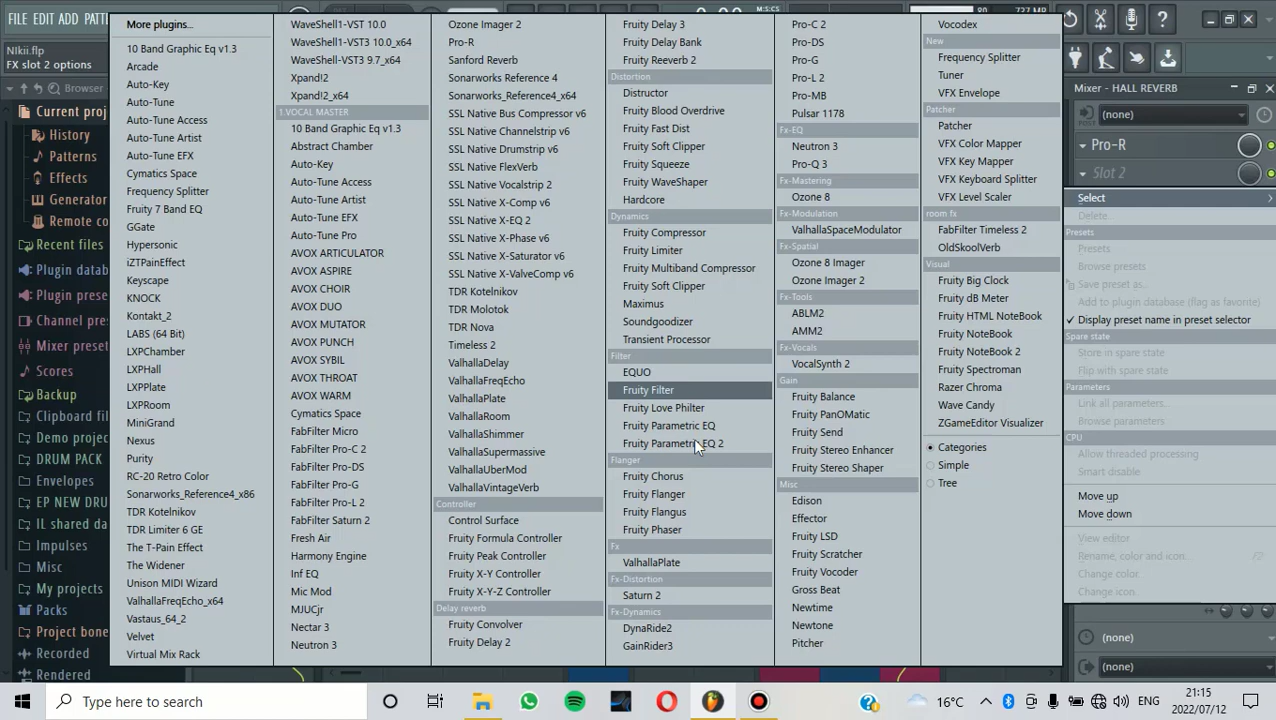 FILE EDIT ADD PAT
NIkii.flp
FX slot 2 options
Browser
Current proj
History
Patterns
Effects
Generator
Remote co
Recent files
Plugin datab
Plugin prese
Channel pre
Mixer preset
Scores
Backup
Clipboard fil
Demo projec
DRUM PACK
Envelopes
EP NEW DRUM
IL shared da
Impulses
Misc
My projects
Packs
Project bone
Recorded
Rendered
More plugins...
10 Band Graphic Eq v1.3
Arcade
Auto-Key
Auto-Tune
Auto-Tune Access
Auto-Tune Artist
Auto-Tune EFX
Cymatics Space
Frequency Splitter
Fruity 7 Band EQ
GGate
Hypersonic
iZTPainEffect
Keyscape
KNOCK
Kontakt_2
LABS (64 Bit)
LXPChamber
LXPHall
LXPPlate
LXPRoom
MiniGrand
Nexus
Purity
RC-20 Retro Color
Sonarworks_Reference4_x86
TDR Kotelnikov
TDR Limiter 6 GE
The T-Pain Effect
The Widener
Unison MIDI Wizard
ValhallaFreqEcho_x64
Vastaus_64_2
Velvet
Virtual Mix Rack
WaveShell1-VST 10.0
WaveShell1-VST3 10.0_x64
WaveShell-VST3 9.7_x64
Xpand!2
Xpand!2_x64
1.VOCAL MASTER
10 Band Graphic Eq v1.3
Abstract Chamber
Auto-Key
Auto-Tune Access
Auto-Tune Artist
Auto-Tune EFX
Auto-Tune Pro
AVOX ARTICULATOR
AVOX ASPIRE
AVOX CHOIR
AVOX DUO
AVOX MUTATOR
AVOX PUNCH
AVOX SYBIL
AVOX THROAT
AVOX WARM
Cymatics Space
FabFilter Micro
FabFilter Pro-C 2
FabFilter Pro-DS
FabFilter Pro-G
FabFilter Pro-L 2
FabFilter Saturn 2
Fresh Air
Harmony Engine
Inf EQ
Mic Mod
MJUCjr
Nectar 3
Neutron 3
Ozone Imager 2
Pro-R
Sanford Reverb
Sonarworks Reference 4
Sonarworks_Reference4_x64
SSL Native Bus Compressor v6
SSL Native Channelstrip v6
SSL Native Drumstrip v6
SSL Native FlexVerb
SSL Native Vocalstrip 2
SSL Native X-Comp v6
SSL Native X-EQ 2
SSL Native X-Phase v6
SSL Native X-Saturator v6
SSL Native X-ValveComp v6
TDR Kotelnikov
TDR Molotok
TDR Nova
Timeless 2
ValhallaDelay
ValhallaFreqEcho
ValhallaPlate
ValhallaRoom
ValhallaShimmer
ValhallaSupermassive
ValhallaUberMod
ValhallaVintageVerb
Controller
Control Surface
Fruity Formula Controller
Fruity Peak Controller
Fruity X-Y Controller
Fruity X-Y-Z Controller
Delay reverb
Fruity Convolver
Fruity Delay 2
Fruity Delay 3
Fruity Delay Bank
Fruity Reeverb 2
Distortion
Distructor
Fruity Blood Overdrive
Fruity Fast Dist
Fruity Soft Clipper
Fruity Squeeze
Fruity WaveShaper
Hardcore
Dynamics
Fruity Compressor
Fruity Limiter
Fruity Multiband Compressor
Fruity Soft Clipper
Maximus
Soundgoodizer
Transient Processor
Filter
EQUO
Fruity Filter
Fruity Love Philter
Fruity Parametric EQ
Fruity Parametric EQ 2
Flanger
Fruity Chorus
Fruity Flanger
Fruity Flangus
Fruity Phaser
Fx
ValhallaPlate
Fx-Distortion
Saturn 2
Fx-Dynamics
DynaRide2
GainRider3
Pro-C 2
Pro-DS
Pro-G
Pro-L 2
Pro-MB
Pulsar 1178
Fx-EQ
Neutron 3
Pro-Q 3
Fx-Mastering
Ozone 8
Fx-Modulation
ValhallaSpaceModulator
Fx-Spatial
Ozone 8 Imager
Ozone Imager 2
Fx-Tools
ABLM2
AMM2
Fx-Vocals
VocalSynth 2
Gain
Fruity Balance
Fruity PanOMatic
Fruity Send
Fruity Stereo Enhancer
Fruity Stereo Shaper
Misc
Edison
Effector
Fruity LSD
Fruity Scratcher
Fruity Vocoder
Gross Beat
Newtime
Newtone
Pitcher
Vocodex
New
Frequency Splitter
Tuner
VFX Envelope
Patcher
Patcher
VFX Color Mapper
VFX Key Mapper
VFX Keyboard Splitter
VFX Level Scaler
room fx
FabFilter Timeless 2
OldSkoolVerb
Visual
Fruity Big Clock
Fruity dB Meter
Fruity HTML NoteBook
Fruity NoteBook
Fruity NoteBook 2
Fruity Spectroman
Razor Chroma
Wave Candy
ZGameEditor Visualizer
Categories
Simple
Tree
Mixer - HALL REVERB
(none)
Pro-R
Slot 2
Select
Delete
Presets
Presets
Browse presets
Save preset as...
Add to plugin database (flag as favorite)
Display preset name in preset selector
Spare state
Store in spare state
Flip with spare state
Parameters
Link all parameters..
Browse parameters
CPU
Allow threaded processing
Smart disable
Move up
Move down
View editor
Rename, color and icon..
Change color
Change icon..
(none)
(none)
Type here to search
16°C
ENG
21:15
2022/07/12